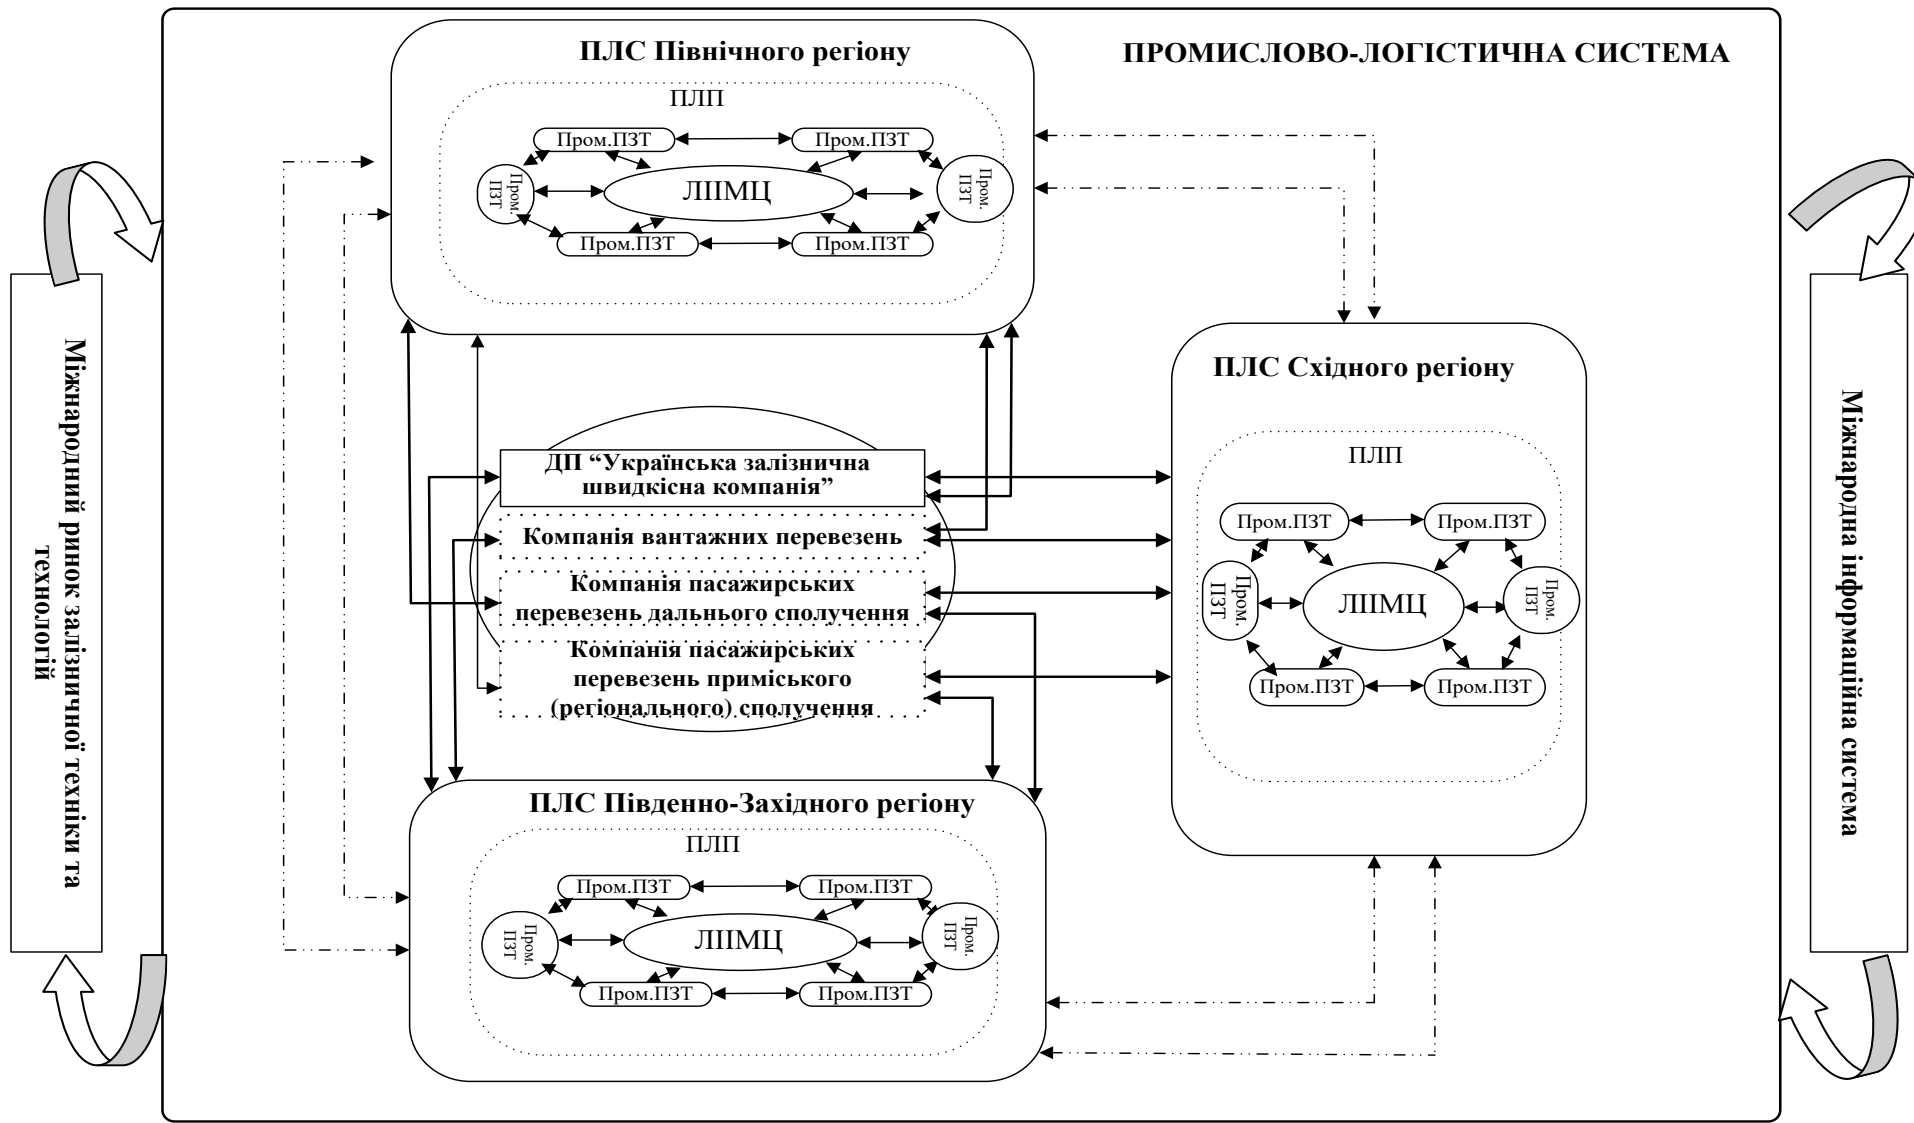 ПРОМИСЛОВО-ЛОГІСТИЧНА СИСТЕМА
ПЛС Північного регіону
ПЛП
Пром.ПЗТ
Пром.ПЗТ
Пром.
ПЗТ
ЛІІМЦ
Пром.
ПЗТ
Пром.ПЗТ
Пром.ПЗТ
Міжнародний ринок залізничної техніки та
технологій
ДП “Українська залізнична
швидкісна компанія”
Компанія вантажних перевезень
Компанія пасажирських
перевезень дальнього сполучення
Компанія пасажирських
перевезень приміського
(регіонального) сполучення
ПЛС Східного регіону
ПЛП
Пром.ПЗТ
Пром.ПЗТ
Пром.
ПЗТ
ЛІІМЦ
Пром.
ПЗТ
Пром.ПЗТ
Пром.ПЗТ
Міжнародна інформаційна система
ПЛС Південно-Західного регіону
ПЛП
Пром.ПЗТ
Пром.ПЗТ
Пром.
ПЗТ
ЛІІМЦ
Пром.
ПЗТ
Пром.ПЗТ
Пром.ПЗТ